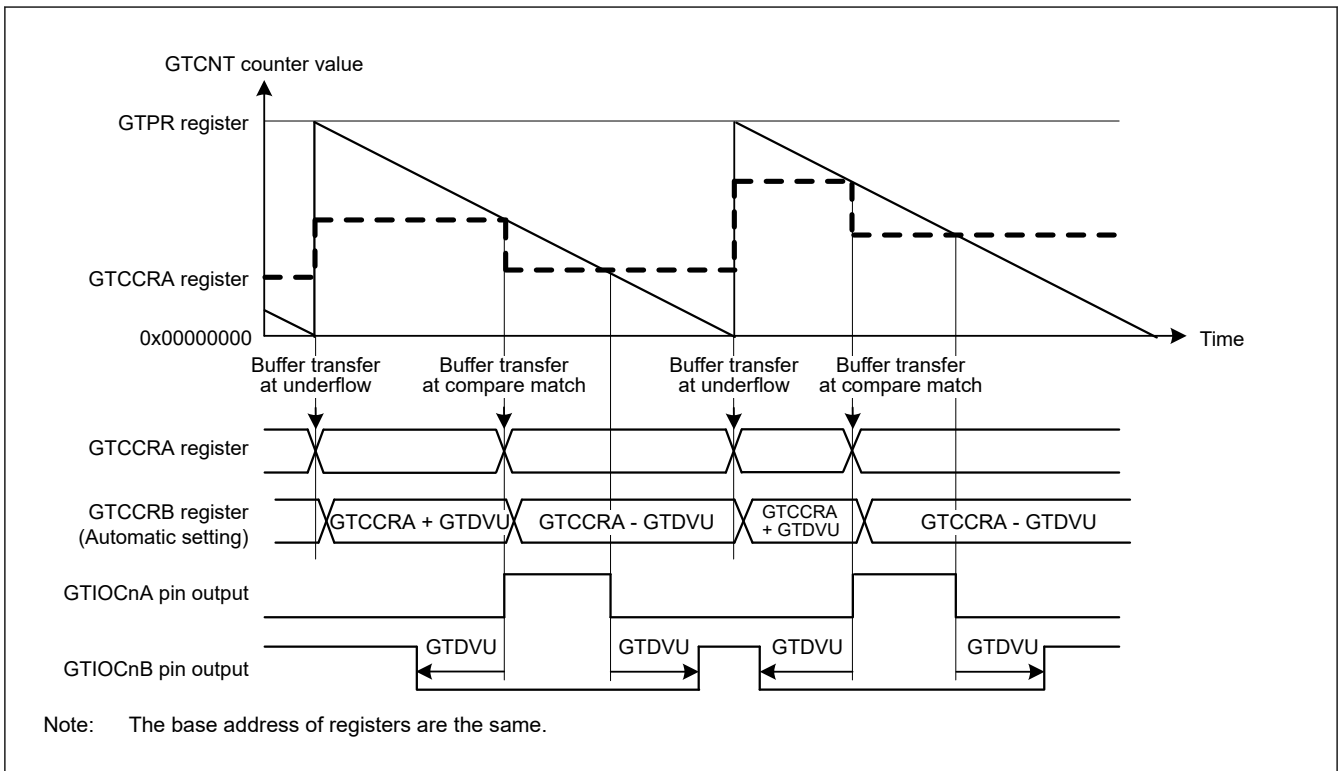 GTCNT counter value
GTPR register
GTCCRA register
0x00000000
Time
Buffer transfer
at underflow
Buffer transfer
at compare match
Buffer transfer
at underflow
Buffer transfer
at compare match
GTCCRA register
GTCCRB register
(Automatic setting)
GTCCRA + GTDVU
GTCCRA - GTDVU
GTCCRA
+ GTDVU
GTCCRA - GTDVU
GTIOCnA pin output
GTIOCnB pin output
GTDVU
GTDVU
GTDVU
GTDVU
Note: The base address of registers are the same.